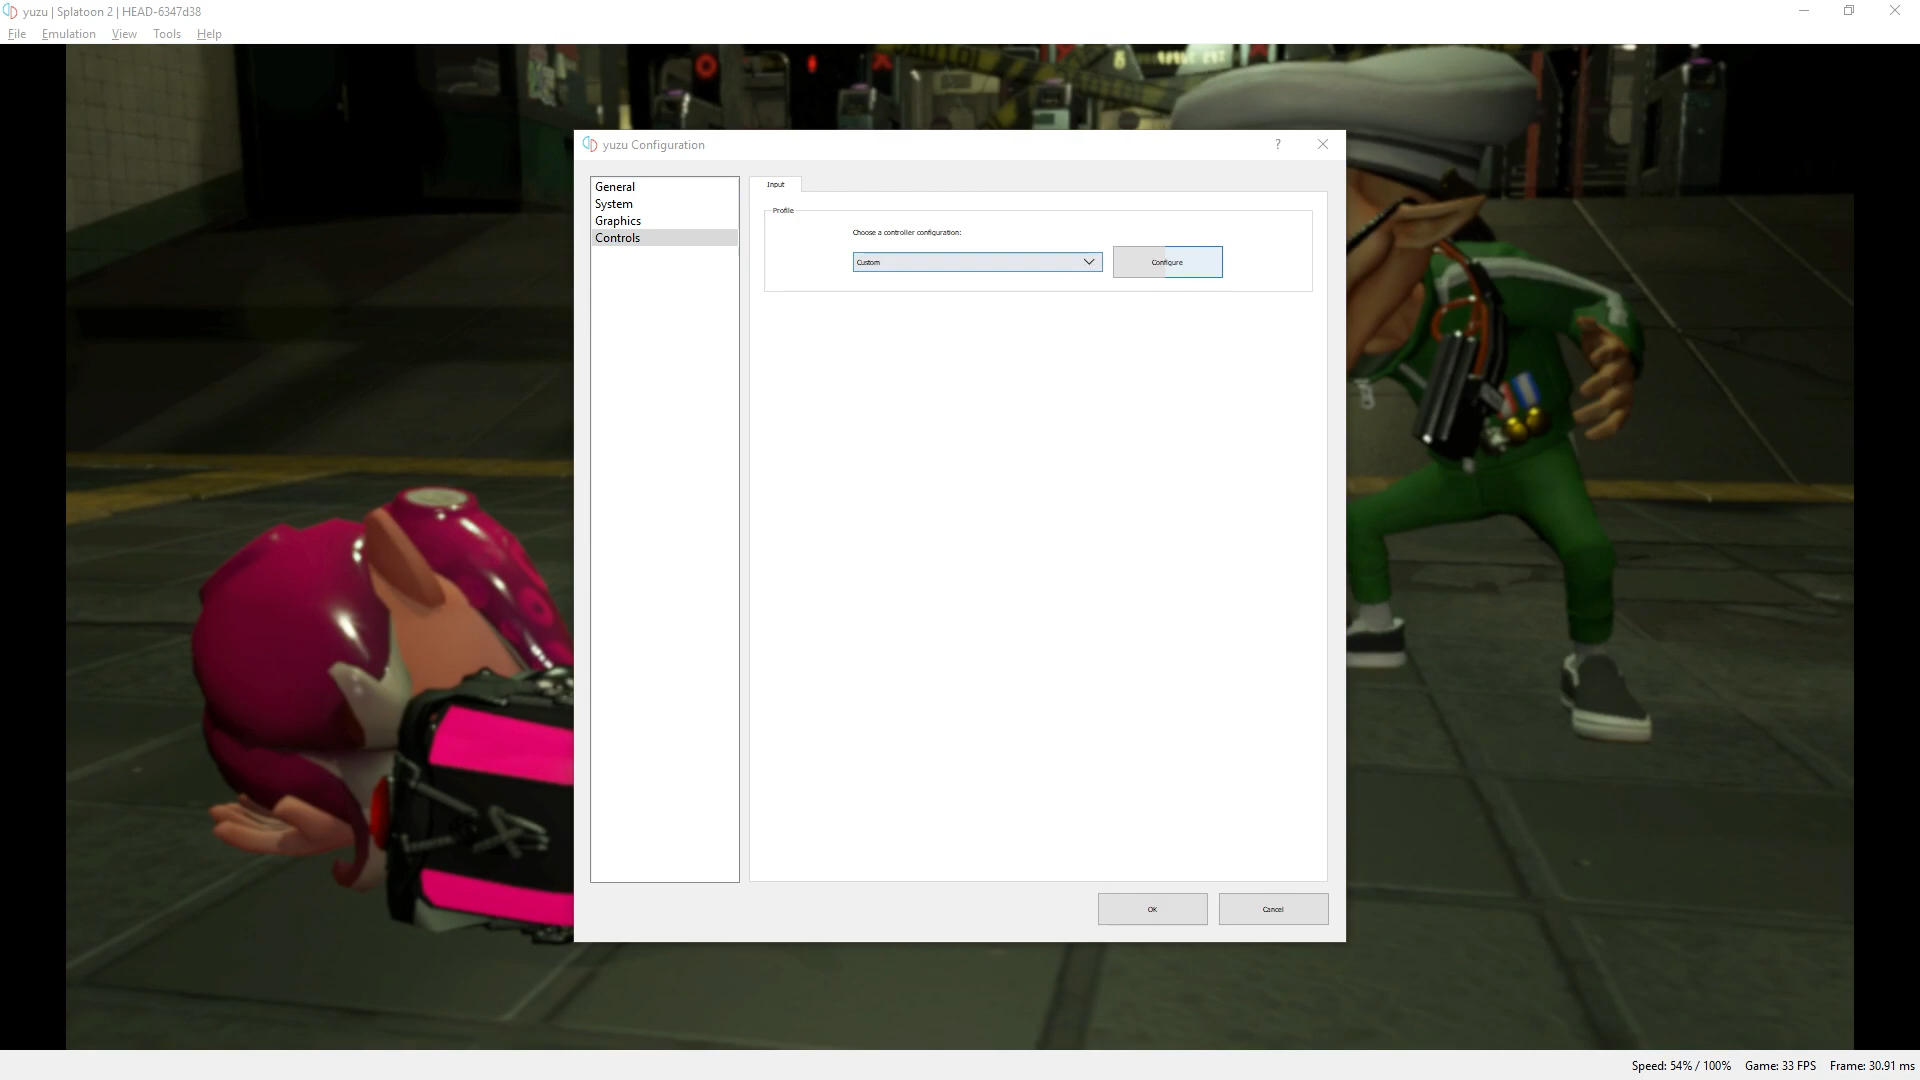 yuzu | Splatoon 2 | HEAD-6347d38
File Emulation View Tools Help
yuzu Configuration
?
General
System
Graphics
Controls
Input
Profile
Choose a controller configuration:
Custom
Configure
OK
Cancel
Speed: 54% / 100% Game: 33 FPS Frame: 30.91 ms